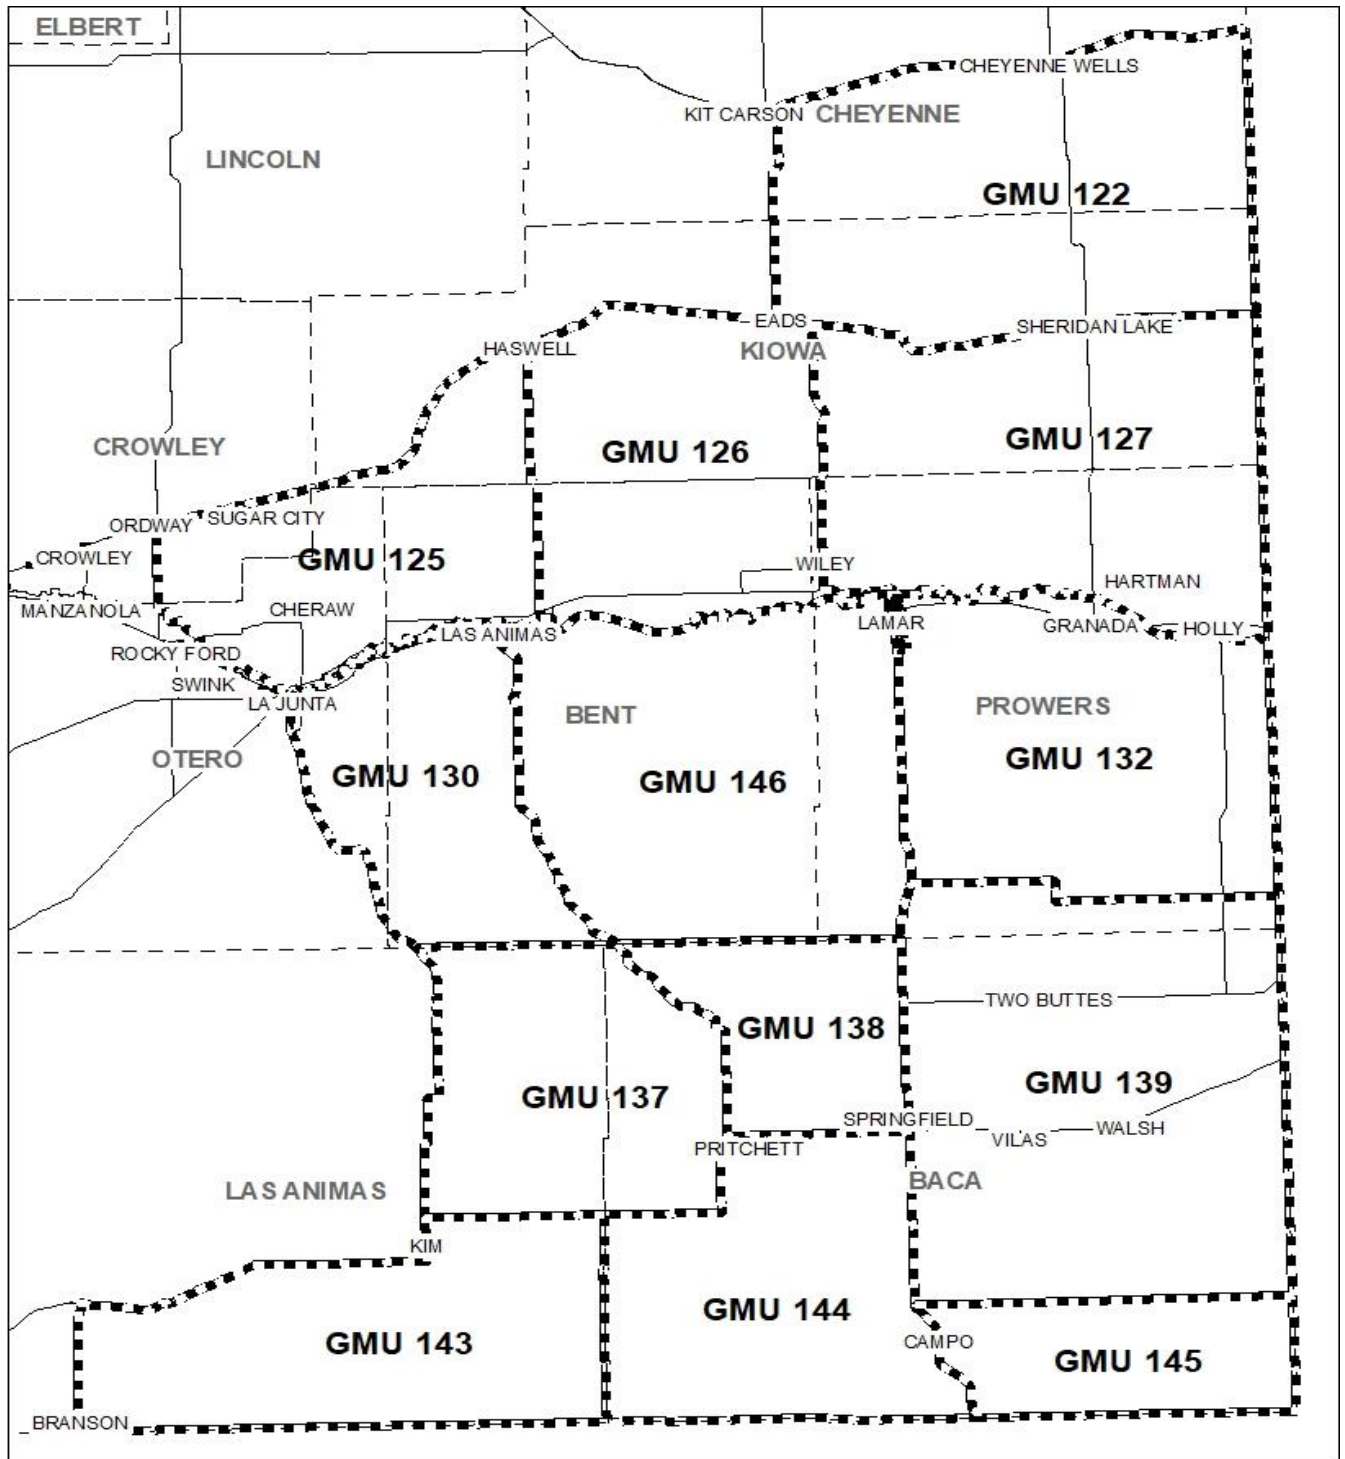 ELBERT
CHEYENNE WELLS
KIT CARSON
CHEYENNE
LINCOLN
GMU 122
EADS
SHERIDAN LAKE
HASWELL
KIOWA
CROWLEY
GMU 126
GMU 127
ORDWAY
SUGAR CITY
CROWLEY
GMU 125
WILEY
HARTMAN
MANZANOLA
CHERAW
LAS ANIMAS
LAMAR
GRANADA
HOLLY
ROCKY FORD
SWINK
LA JUNTA
BENT
PROWERS
OTERO
GMU 130
GMU 146
GMU 132
TWO BUTTES
GMU 138
GMU 139
GMU 137
SPRINGFIELD
VILAS
WALSH
PRITCHETT
LAS ANIMAS
BACA
KIM
GMU 144
GMU 143
CAMPO
GMU 145
BRANSON